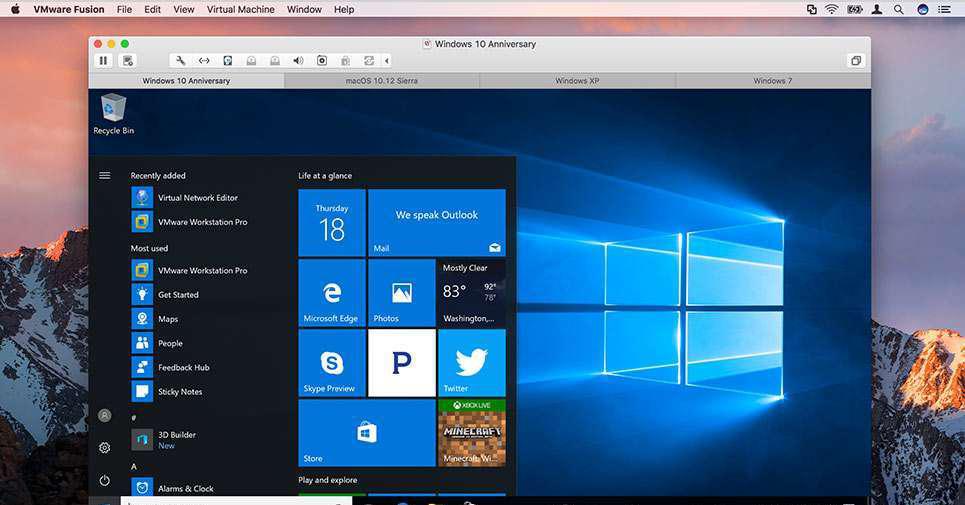 VMware Fusion File Edit View Virtual Machine Window Help
Windows 10 Anniversary
Windows 10 Anniversary macOS 10.12 Sierra Windows XP Windows 7
Recycle Bin
Recently added
Virtual Network Editor
VMware Workstation Pro
Most used
VMware Workstation Pro
Get Started
Maps
People
Feedback Hub
Sticky Notes
#
3D Builder
New
A
Alarms & Clock
Life at a glance
Thursday
18
We speak Outlook
Mail
Microsoft Edge
Photos
Mostly Clear
83° 92°
78°
Washington,...
Skype Preview
P
Twitter
Store
XBOX LIVE
MINECRAFT
Minecraft: Wi...
Play and explore